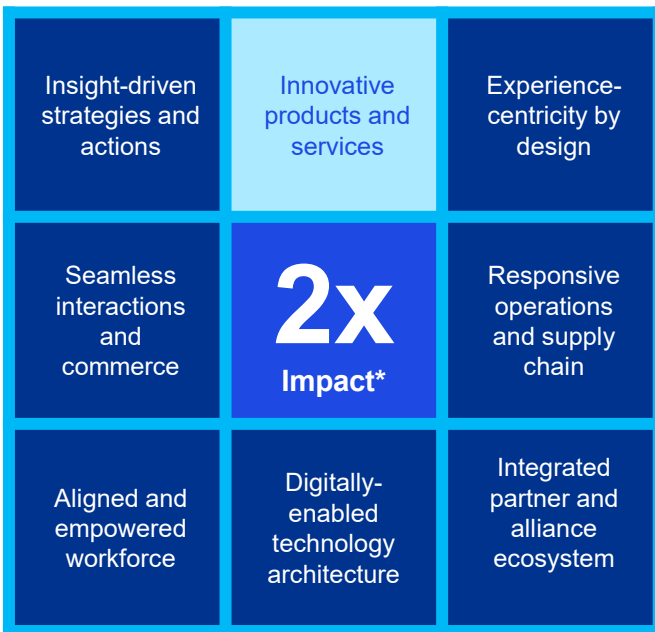 Insight-driven
strategies and
actions
Innovative
products and
services
Experience-
centricity by
design
Seamless
interactions
and
commerce
2x
Impact*
Responsive
operations
and supply
chain
Aligned and
empowered
workforce
Digitally-
enabled
technology
architecture
Integrated
partner and
alliance
ecosystem